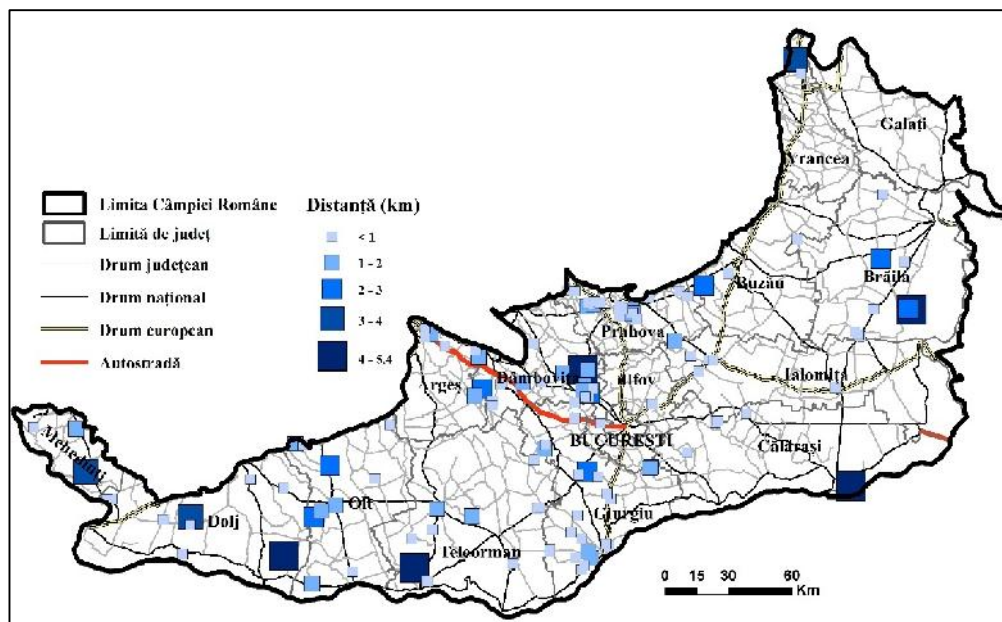 Galați
Vrancea
Limita Câmpiei Române
Limită de județ
Drum județean
Drum național
Drum european
Autostradă
Distanță (km)
< 1
1 - 2
2 - 3
3 - 4
4 - 5.4
Buzău
Brăila
Prahova
Ialomița
Argeș
Dâmbovița
Ilfov
BUCUREȘTI
Călărași
Mehedinți
Dolj
Olt
Giurgiu
Teleorman
0 15 30 60
Km